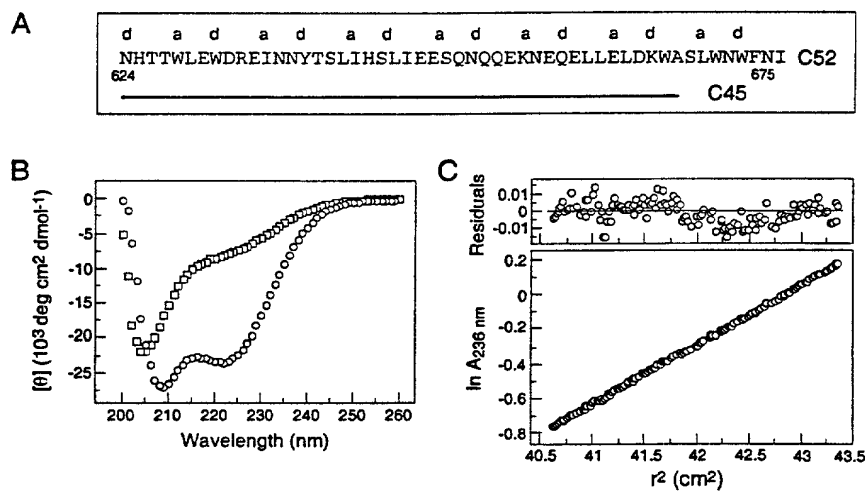 A
d a d a d a d a d a d a d a d
NHTTWLEWDREINNYTSLIHSLIEESQNQQEKNEQELLELDKWASLWNWFNI C52
624 675
C45
B
[θ] (10³ deg cm² dmol⁻¹)
0
-5
-10
-15
-20
-25
200 210 220 230 240 250 260
Wavelength (nm)
C
Residuals
0.01
0
-0.01
ln A236 nm
0.2
0
-0.2
-0.4
-0.6
-0.8
40.5 41 41.5 42 42.5 43 43.5
r² (cm²)